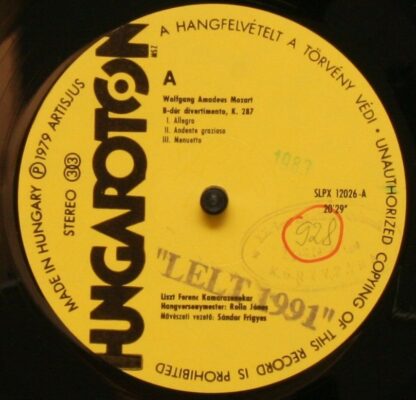 A HANGFELVÉTELT A TÖRVÉNY VÉDI • UNAUTHORIZED COPYING OF THIS RECORD IS PROHIBITED
MADE IN HUNGARY Ⓟ 1979 ARTISJUS
STEREO 33
HUNGAROTON
MSZ
A
Wolfgang Amadeus Mozart
B-dúr divertimento, K. 287
I. Allegro
II. Andante grazioso
III. Menuetto
SLPX 12026-A
20'29"
928
"LELT 1991"
Liszt Ferenc Kamarazenekar
Hangversenymester: Rolla János
Művészeti vezető: Sándor Frigyes